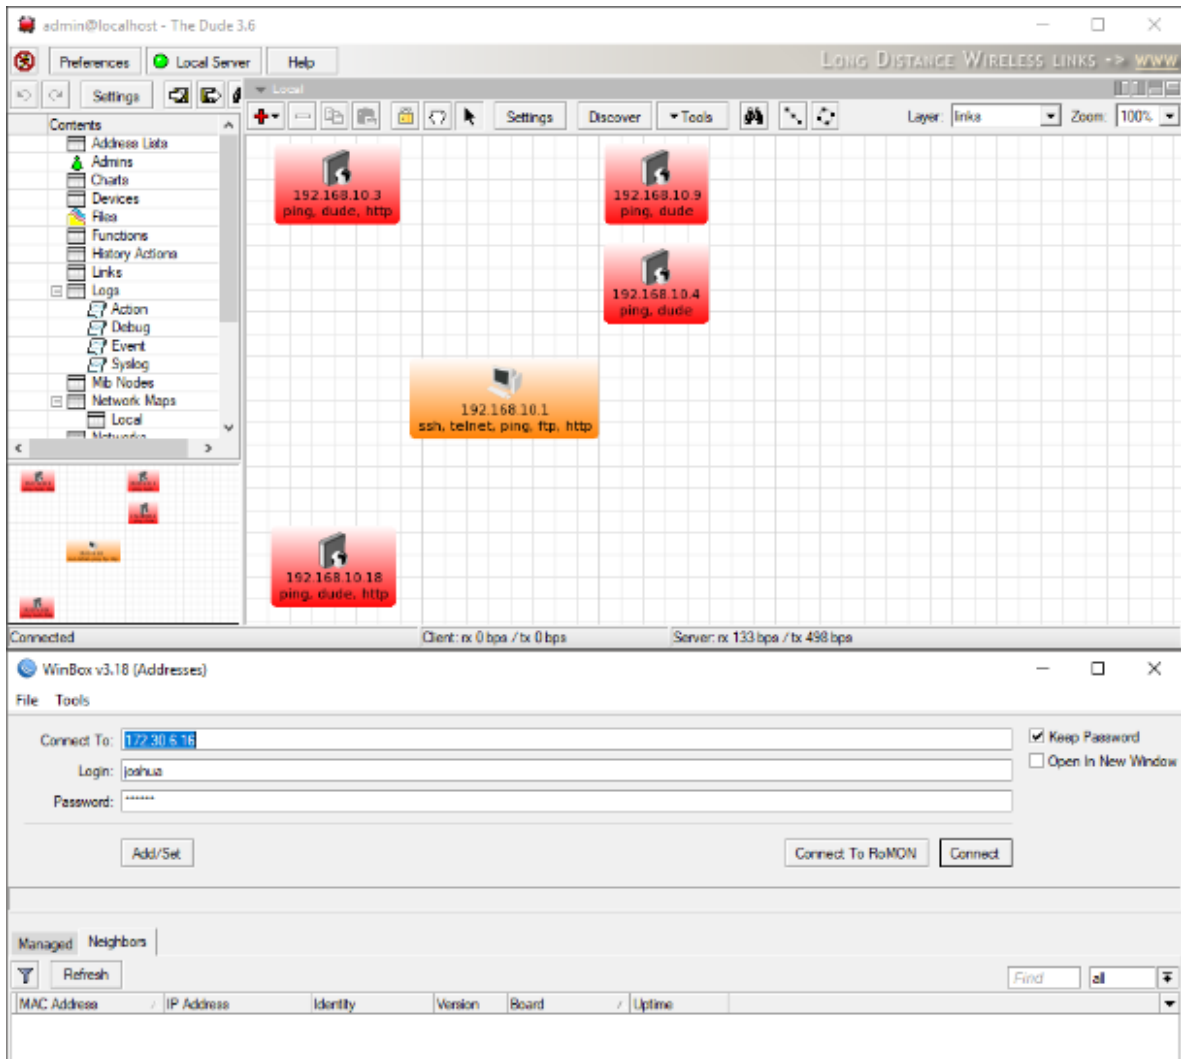 admin@localhost - The Dude 3.6
Preferences Local Server Help
LONG DISTANCE WIRELESS LINKS -> WWW
Settings
Local
Settings Discover Tools Layer: links Zoom: 100%
Contents
Address Lists
Admins
Charts
Devices
Files
Functions
History Actions
Links
Logs
Action
Debug
Event
Syslog
Mib Nodes
Network Maps
Local
Networks
192.168.10.3
ping, dude, http
192.168.10.9
ping, dude
192.168.10.4
ping, dude
192.168.10.1
ssh, telnet, ping, ftp, http
192.168.10.18
ping, dude, http
Connected Client: rx 0 bps / tx 0 bps Server: rx 133 bps / tx 498 bps
WinBox v3.18 (Addresses)
File Tools
Connect To: 172.30.6.16
Keep Password
Login: joshua
Open In New Window
Password: ******
Add/Set Connect To RoMON Connect
Managed Neighbors
Refresh Find all
MAC Address IP Address Identity Version Board Uptime